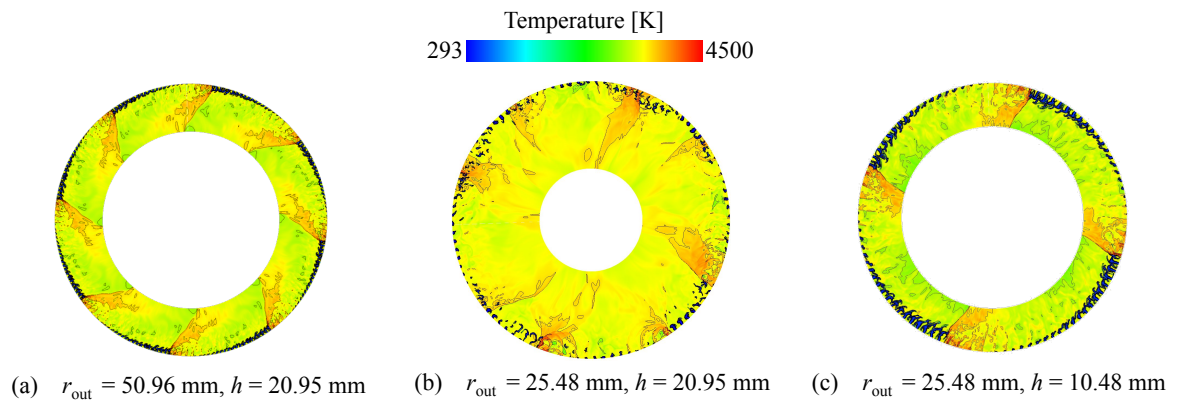 Temperature [K]
293 4500
(a) r_out = 50.96 mm, h = 20.95 mm
(b) r_out = 25.48 mm, h = 20.95 mm
(c) r_out = 25.48 mm, h = 10.48 mm